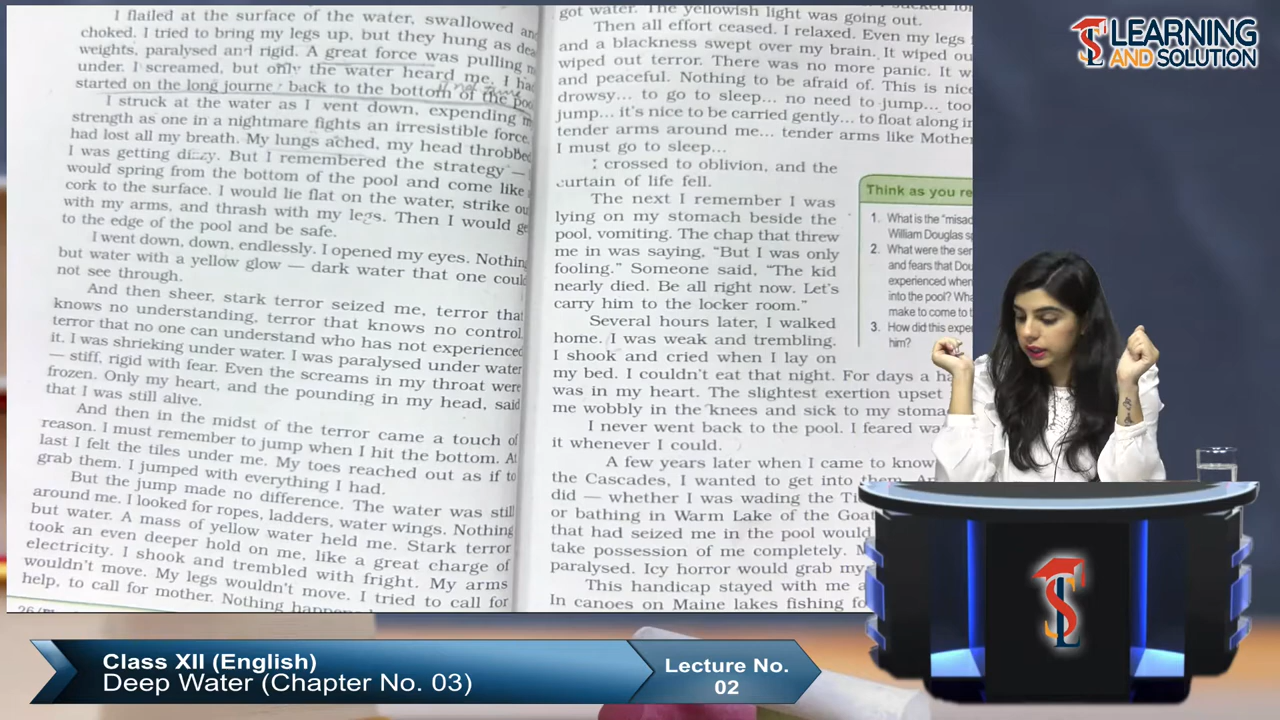 I flailed at the surface of the water, swallowed and
choked. I tried to bring my legs up, but they hung as dead
weights, paralysed and rigid. A great force was pulling
under. I screamed, but only the water heard me. I had
started on the long journey back to the bottom of the pool
I struck at the water as I went down, expending
strength as one in a nightmare fights an irresistible force.
had lost all my breath. My lungs ached, my head throbbed
I was getting dizzy. But I remembered the strategy —
would spring from the bottom of the pool and come like
cork to the surface. I would lie flat on the water, strike out
with my arms, and thrash with my legs. Then I would get
to the edge of the pool and be safe.
I went down, down, endlessly. I opened my eyes. Nothing
but water with a yellow glow — dark water that one could
not see through.
And then sheer, stark terror seized me, terror that
knows no understanding, terror that knows no control,
terror that no one can understand who has not experienced
it. I was shrieking under water. I was paralysed under water
— stiff, rigid with fear. Even the screams in my throat were
frozen. Only my heart, and the pounding in my head, said
that I was still alive.
And then in the midst of the terror came a touch of
reason. I must remember to jump when I hit the bottom. At
last I felt the tiles under me. My toes reached out as if to
grab them. I jumped with everything I had.
But the jump made no difference. The water was still
around me. I looked for ropes, ladders, water wings. Nothing
but water. A mass of yellow water held me. Stark terror
took an even deeper hold on me, like a great charge of
electricity. I shook and trembled with fright. My arms
wouldn't move. My legs wouldn't move. I tried to call for
help, to call for mother. Nothing
got water. The yellowish light was going out.
Then all effort ceased. I relaxed. Even my legs
and a blackness swept over my brain. It wiped out
wiped out terror. There was no more panic. It w
and peaceful. Nothing to be afraid of. This is nice
drowsy... to go to sleep... no need to jump... too
jump... it's nice to be carried gently... to float along in
tender arms around me... tender arms like Mother
I must go to sleep...
I crossed to oblivion, and the
curtain of life fell.
The next I remember I was
lying on my stomach beside the
pool, vomiting. The chap that threw
me in was saying, "But I was only
fooling." Someone said, "The kid
nearly died. Be all right now. Let's
carry him to the locker room."
Several hours later, I walked
home. I was weak and trembling.
I shook and cried when I lay on
my bed. I couldn't eat that night. For days a ha
was in my heart. The slightest exertion upset
me wobbly in the knees and sick to my stoma
I never went back to the pool. I feared wa
it whenever I could.
A few years later when I came to know
the Cascades, I wanted to get into them.
did — whether I was wading the T
or bathing in Warm Lake of the Goat
that had seized me in the pool would
take possession of me completely. M
paralysed. Icy horror would grab my
This handicap stayed with me a
In canoes on Maine lakes fishing fo
Think as you re
1. What is the "misad
William Douglas s
2. What were the ser
and fears that Dou
experienced when
into the pool? Wha
make to come to t
3. How did this expe
him?
LEARNING
AND SOLUTION
Class XII (English)
Deep Water (Chapter No. 03)
Lecture No.
02